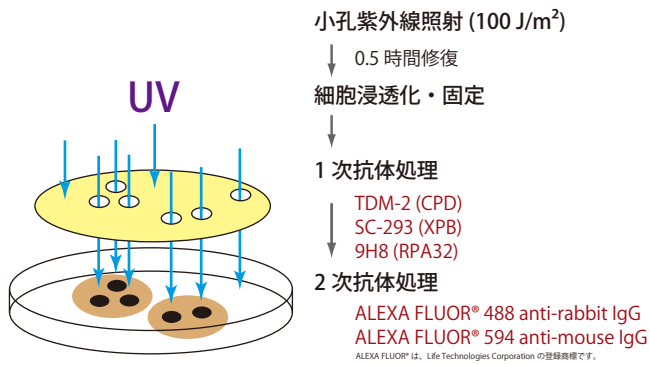 小孔紫外線照射 (100 J/m²)
0.5 時間修復
UV
細胞浸透化・固定
1 次抗体処理
TDM-2 (CPD)
SC-293 (XPB)
9H8 (RPA32)
2 次抗体処理
ALEXA FLUOR® 488 anti-rabbit IgG
ALEXA FLUOR® 594 anti-mouse IgG
ALEXA FLUOR® は、Life Technologies Corporation の登録商標です。